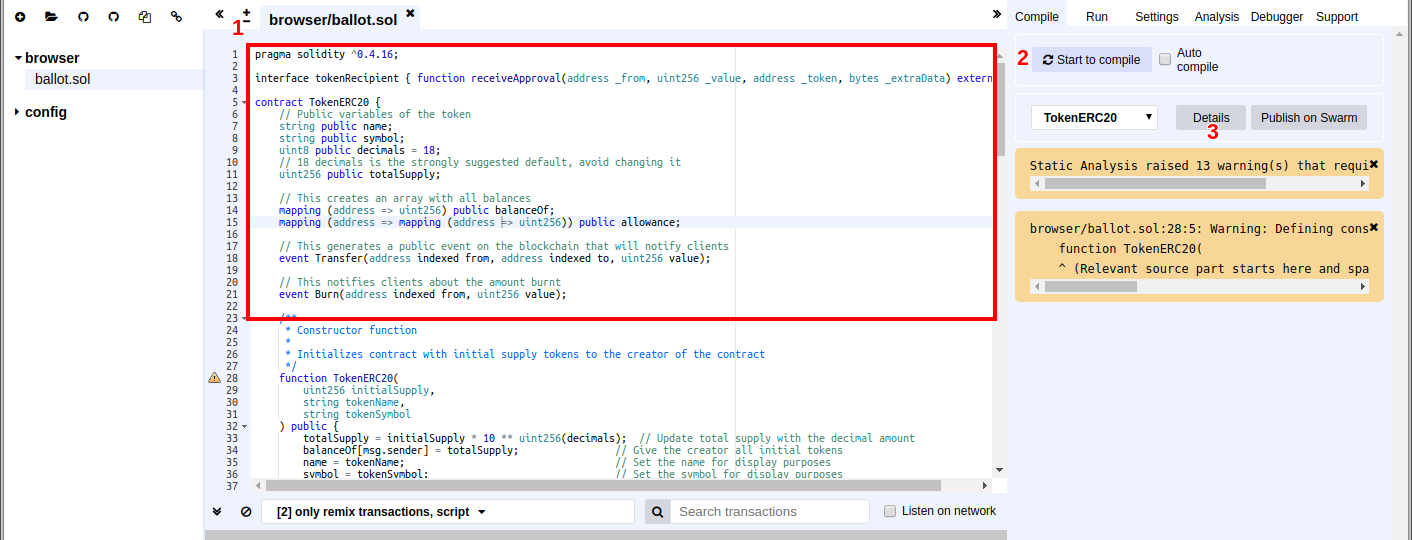 browser/ballot.sol
Compile Run Settings Analysis Debugger Support
1
browser
ballot.sol
config
1 pragma solidity ^0.4.16;
2
3 interface tokenRecipient { function receiveApproval(address _from, uint256 _value, address _token, bytes _extraData) extern
4
5 contract TokenERC20 {
6 // Public variables of the token
7 string public name;
8 string public symbol;
9 uint8 public decimals = 18;
10 // 18 decimals is the strongly suggested default, avoid changing it
11 uint256 public totalSupply;
12
13 // This creates an array with all balances
14 mapping (address => uint256) public balanceOf;
15 mapping (address => mapping (address => uint256)) public allowance;
16
17 // This generates a public event on the blockchain that will notify clients
18 event Transfer(address indexed from, address indexed to, uint256 value);
19
20 // This notifies clients about the amount burnt
21 event Burn(address indexed from, uint256 value);
22
23 /**
24 * Constructor function
25 *
26 * Initializes contract with initial supply tokens to the creator of the contract
27 */
28 function TokenERC20(
29 uint256 initialSupply,
30 string tokenName,
31 string tokenSymbol
32 ) public {
33 totalSupply = initialSupply * 10 ** uint256(decimals); // Update total supply with the decimal amount
34 balanceOf[msg.sender] = totalSupply; // Give the creator all initial tokens
35 name = tokenName; // Set the name for display purposes
36 symbol = tokenSymbol; // Set the symbol for display purposes
37
2 Start to compile
Auto
compile
TokenERC20 Details Publish on Swarm
3
Static Analysis raised 13 warning(s) that requi
browser/ballot.sol:28:5: Warning: Defining cons
function TokenERC20(
^ (Relevant source part starts here and spa
[2] only remix transactions, script Search transactions Listen on network